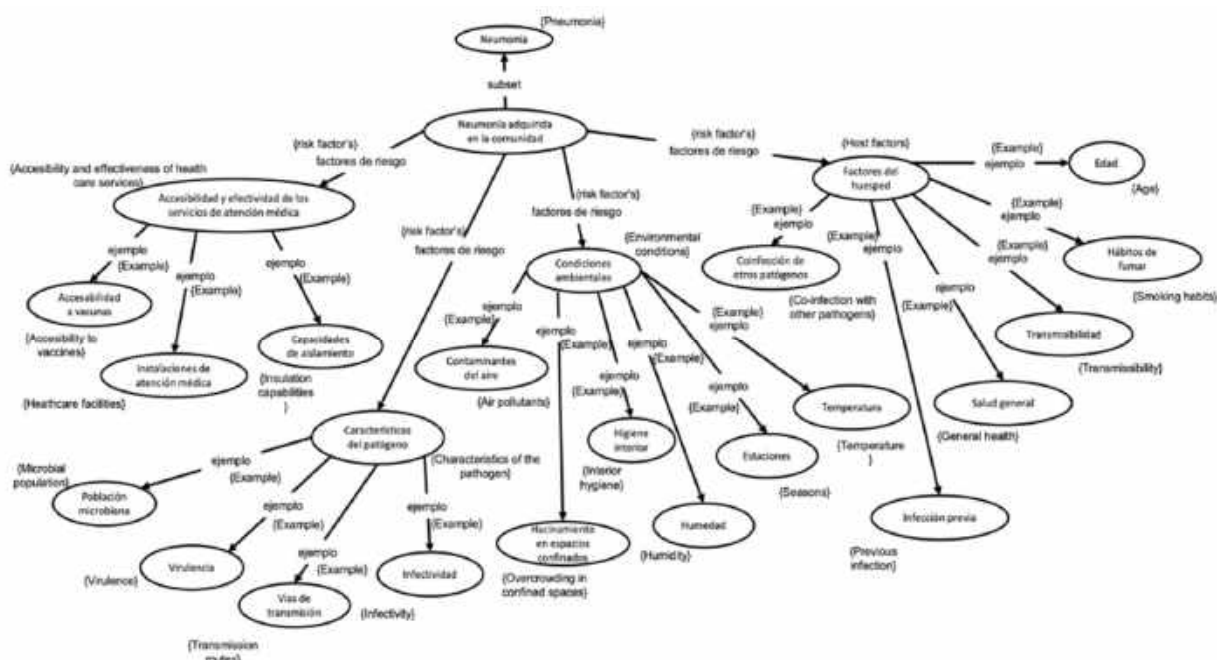 {Pneumonia}
Neumonía
subset
Neumonía adquirida
en la comunidad
{risk factor's}
factores de riesgo
{risk factor's}
factores de riesgo
{Host factors}
{Accesibility and effectiveness of health
care services}
Accesibilidad y efectividad de los
servicios de atención médica
{risk factor's}
factores de riesgo
{risk factor's}
factores de riesgo
Factores del
huesped
{Example}
ejemplo
Edad
{Age}
ejemplo
{Example}
ejemplo
{Example}
ejemplo
{Example}
Accesabilidad
a vacunas
{Accesibility to
vaccines}
Instalaciones de
atención médica
{Healthcare facilities}
Capacidades
de aislamiento
{Insulation
capabilities
}
Condiciones
ambientales
{Environmental
conditions}
{Example}
ejemplo
Coinfección de
otros patógenos
{Co-infection with
other pathogens}
{Example}
ejemplo
{Example}
ejemplo
{Example}
ejemplo
Hábitos de
fumar
{Smoking habits}
ejemplo
{Example}
Transmisibilidad
{Transmissibility}
Salud general
{General health}
Infección previa
{Previous
infection}
ejemplo
{Example}
Contaminantes
del aire
{Air pollutants}
ejemplo
{Example}
ejemplo
{Example}
ejemplo
{Example}
ejemplo
{Example}
{Example}
ejemplo
Temperatura
{Temperature
}
Higiene
interior
{Interior
hygiene}
Estaciones
{Seasons}
Humedad
{Humidity}
Hacinamiento
en espacios
confinados
{Overcrowding in
confined spaces}
Características
del patógeno
{Characteristics of the
pathogen}
ejemplo
{Example}
{Microbial
population}
Población
microbiana
ejemplo
{Example}
Virulencia
{Virulence}
ejemplo
{Example}
Vías de
transmisión
{Transmission
ejemplo
{Example}
Infectividad
{Infectivity}